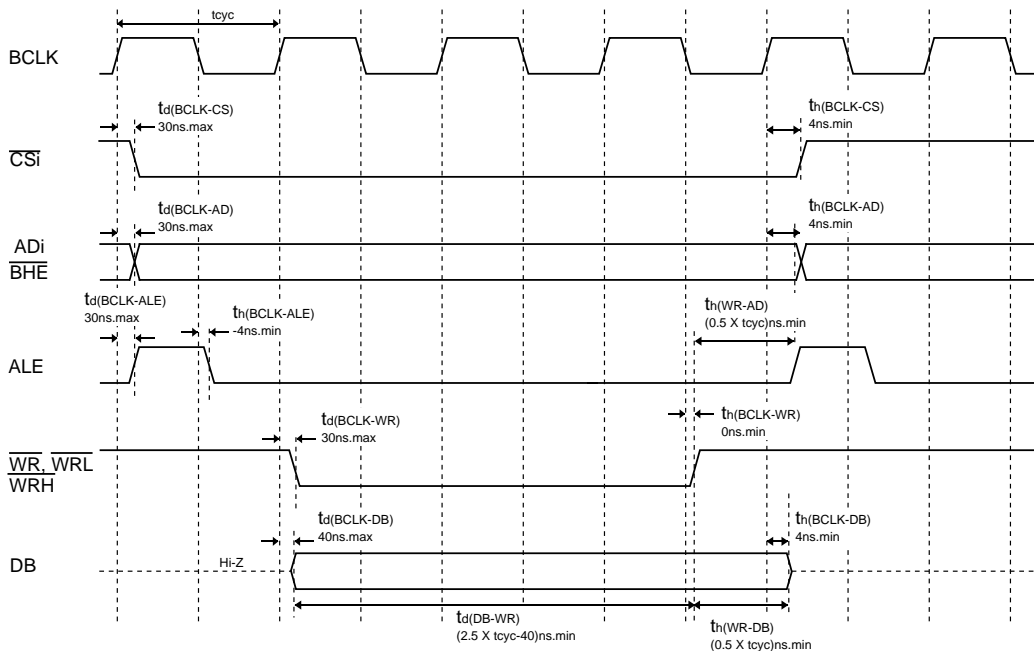 tcyc
BCLK
td(BCLK-CS)
30ns.max
th(BCLK-CS)
4ns.min
CSi
td(BCLK-AD)
30ns.max
th(BCLK-AD)
4ns.min
ADi
BHE
td(BCLK-ALE)
30ns.max
th(BCLK-ALE)
-4ns.min
th(WR-AD)
(0.5 X tcyc)ns.min
ALE
td(BCLK-WR)
30ns.max
th(BCLK-WR)
0ns.min
WR, WRL
WRH
td(BCLK-DB)
40ns.max
th(BCLK-DB)
4ns.min
DB
Hi-Z
td(DB-WR)
(2.5 X tcyc-40)ns.min
th(WR-DB)
(0.5 X tcyc)ns.min